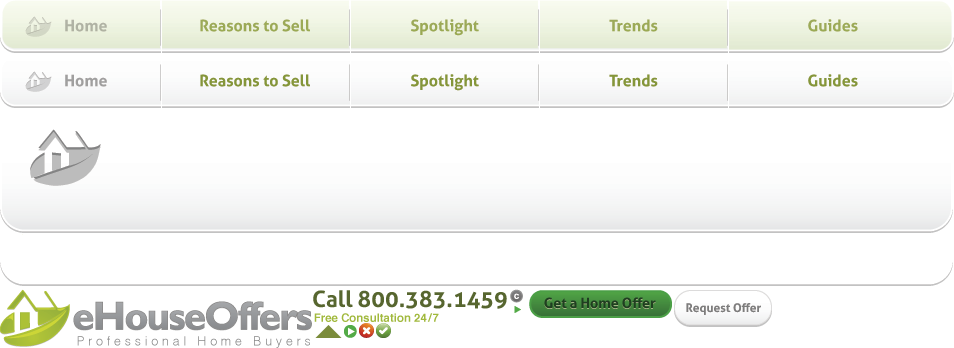 Home Reasons to Sell Spotlight Trends Guides
Home Reasons to Sell Spotlight Trends Guides
Call 800.383.1459 C
Get a Home Offer
Request Offer
eHouseOffers
Free Consultation 24/7
Professional Home Buyers